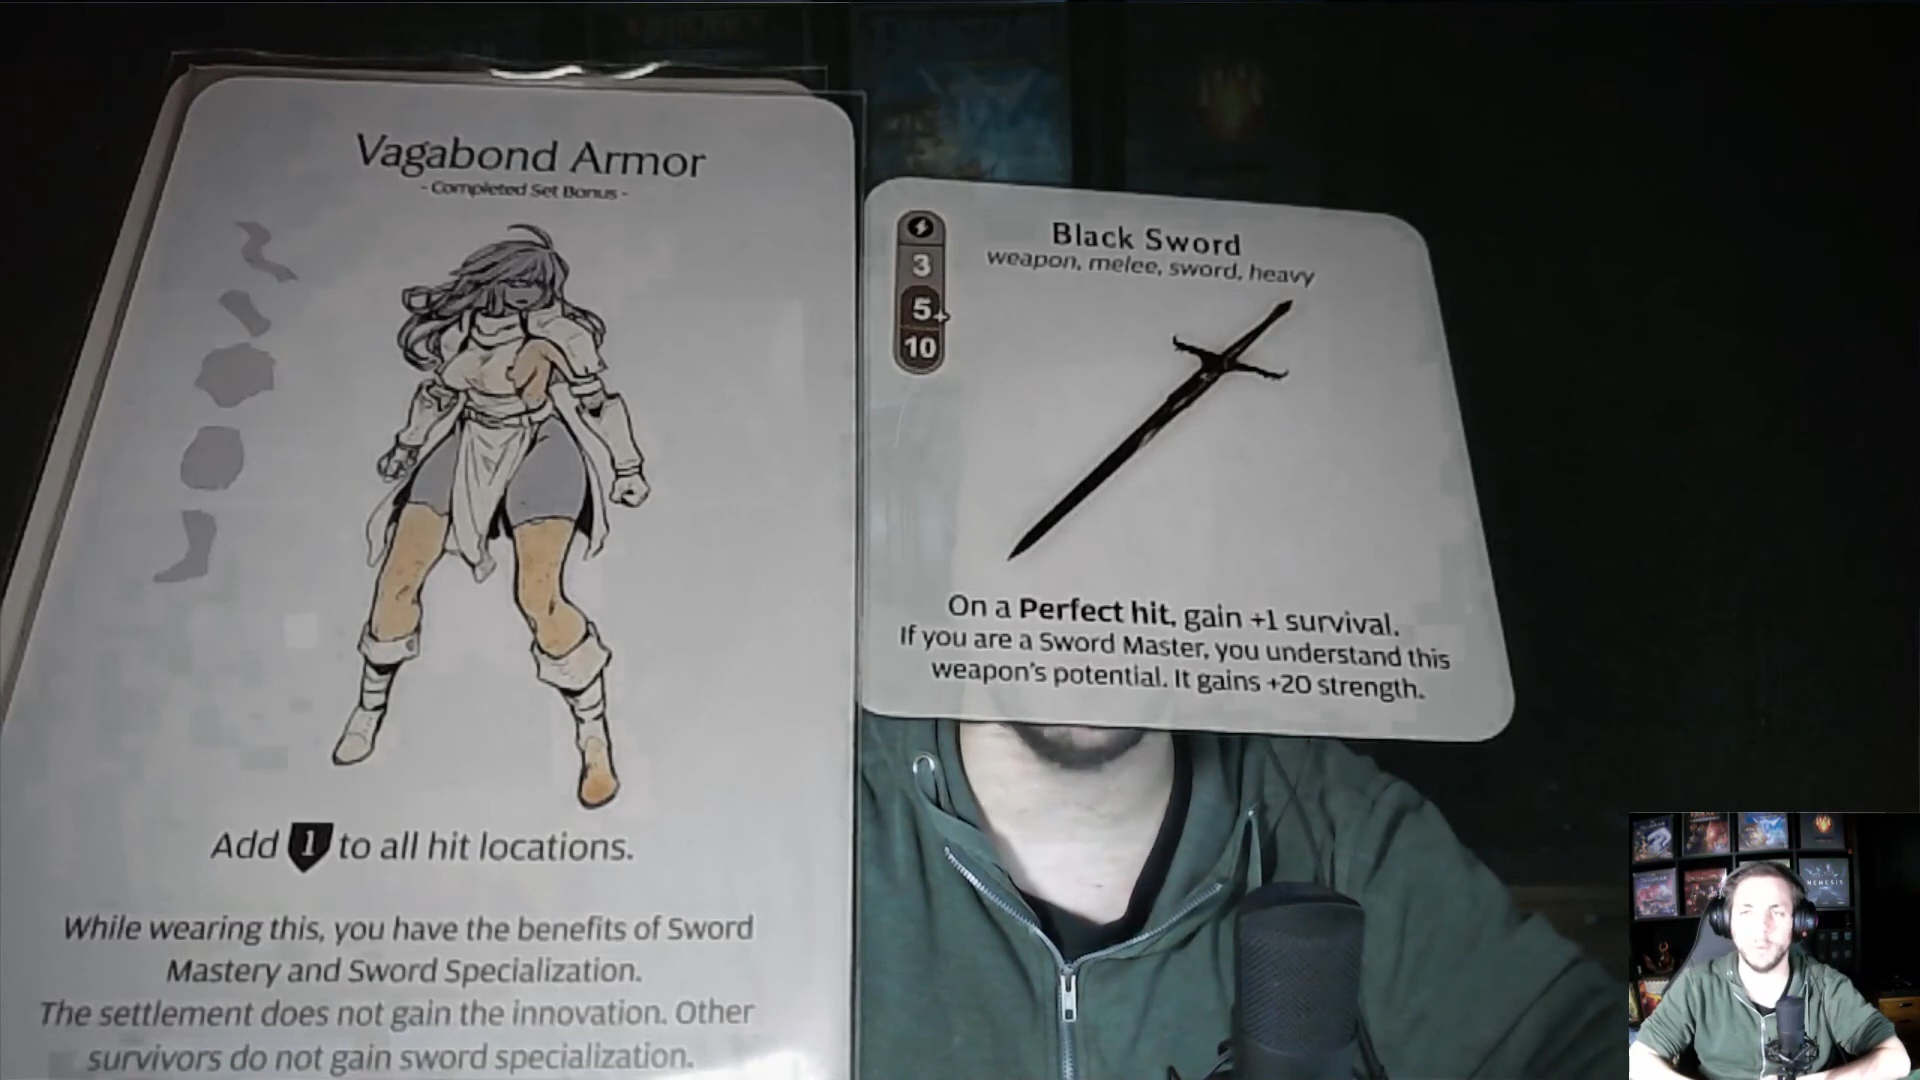 Vagabond Armor
- Completed Set Bonus -
Add 1 to all hit locations.
While wearing this, you have the benefits of Sword
Mastery and Sword Specialization.
The settlement does not gain the innovation. Other
survivors do not gain sword specialization.
3
5+
10
Black Sword
weapon, melee, sword, heavy
On a Perfect hit, gain +1 survival.
If you are a Sword Master, you understand this
weapon's potential. It gains +20 strength.
NEMESIS